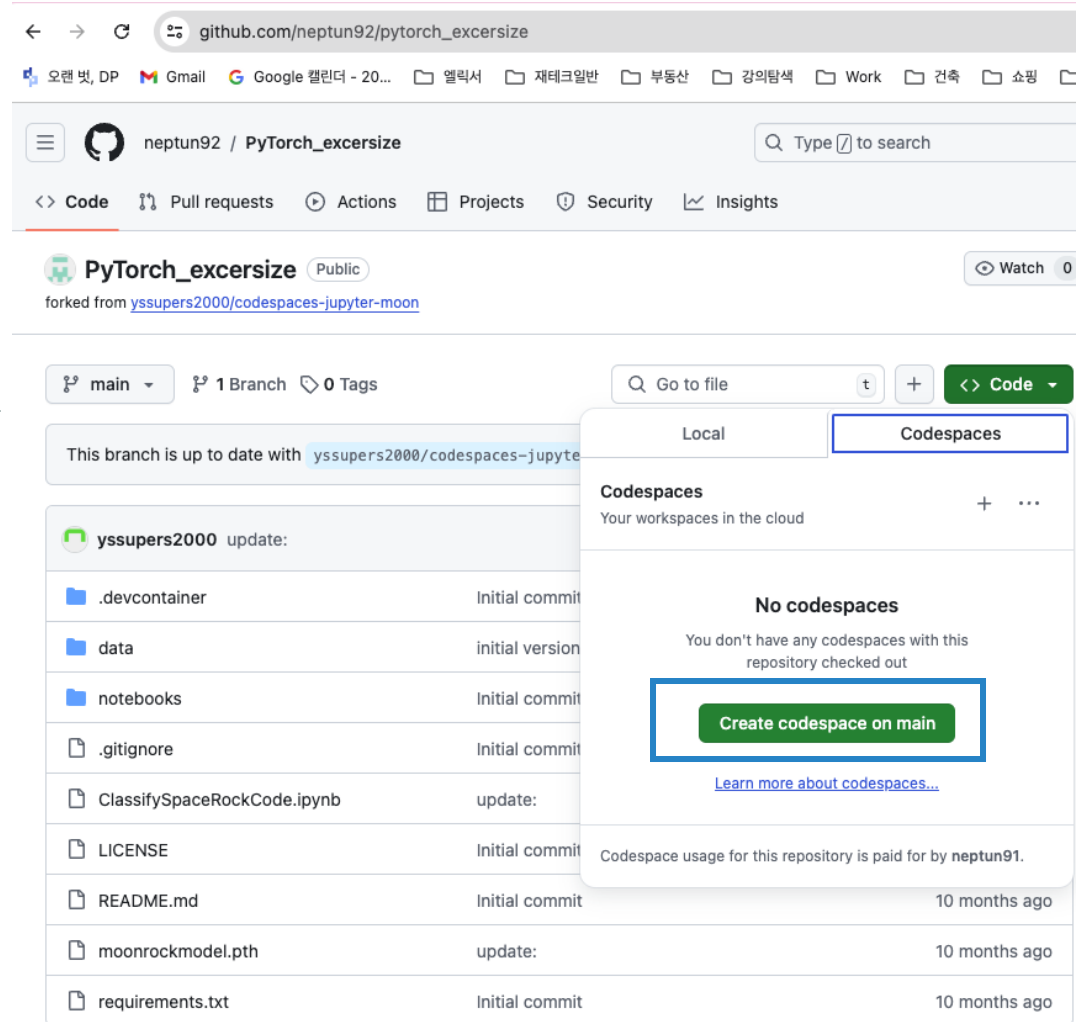 github.com/neptun92/pytorch_excersize
오랜 벗, DP Gmail Google 캘린더 - 20... 엘릭서 재테크일반 부동산 강의탐색 Work 건축 쇼핑
neptun92 / PyTorch_excersize Type / to search
Code Pull requests Actions Projects Security Insights
PyTorch_excersize Public Watch 0
forked from yssupers2000/codespaces-jupyter-moon
main 1 Branch 0 Tags Go to file t Code
Local Codespaces
This branch is up to date with yssupers2000/codespaces-jupyte
Codespaces
Your workspaces in the cloud
yssupers2000 update:
.devcontainer Initial commit
No codespaces
data initial version
You don't have any codespaces with this
repository checked out
notebooks Initial commit
Create codespace on main
.gitignore Initial commit
Learn more about codespaces...
ClassifySpaceRockCode.ipynb update:
LICENSE Initial commit
Codespace usage for this repository is paid for by neptun91.
README.md Initial commit 10 months ago
moonrockmodel.pth update: 10 months ago
requirements.txt Initial commit 10 months ago